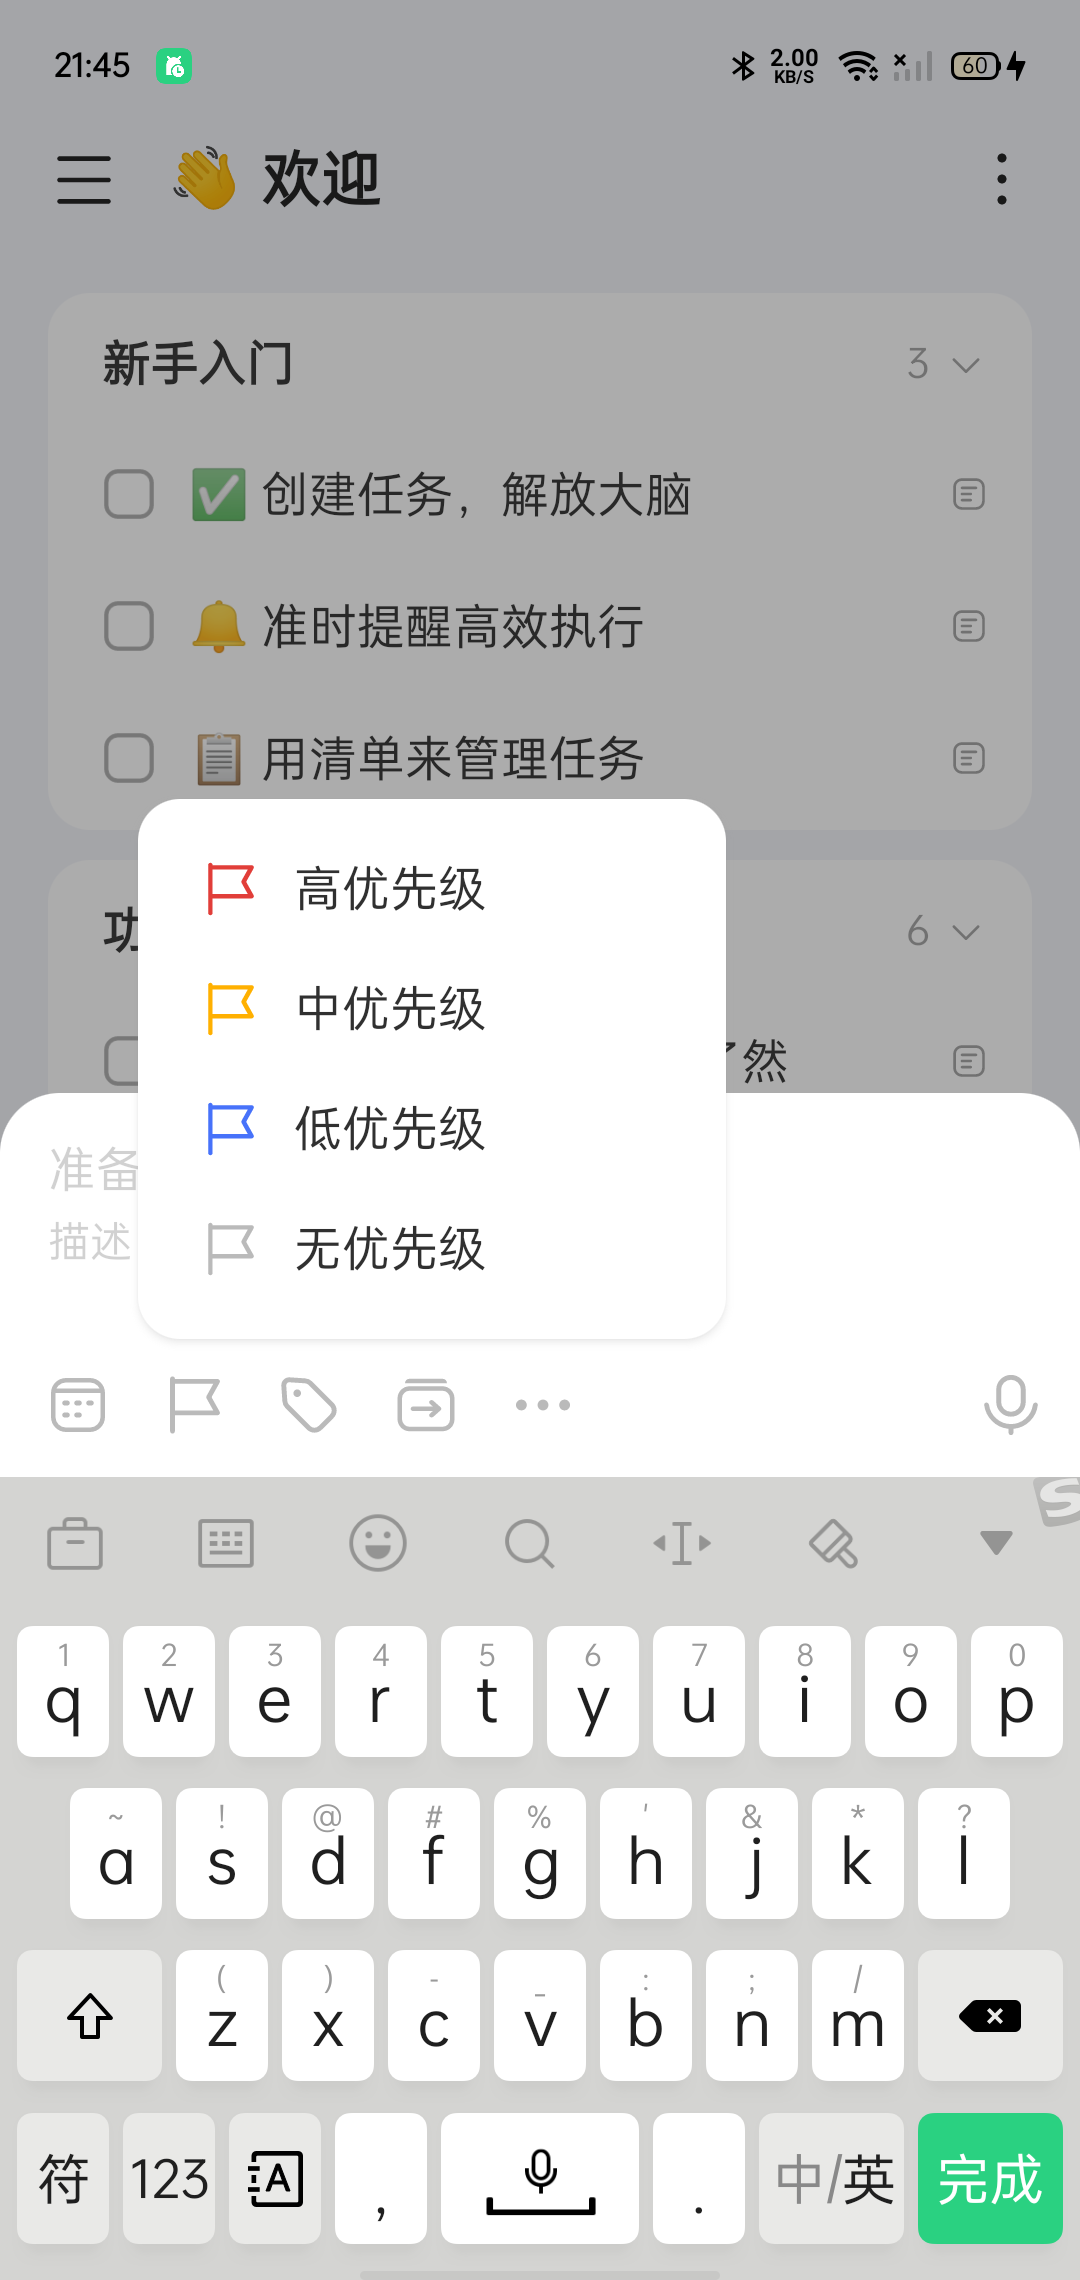 21:45
2.00
KB/S
60
欢迎
新手入门
3
创建任务，解放大脑
准时提醒高效执行
用清单来管理任务
高优先级
6
中优先级
然
低优先级
准备
描述
无优先级
1 2 3 4 5 6 7 8 9 0
q w e r t y u i o p
~ ! @ # % ' & * ?
a s d f g h j k l
( ) - _ : ; /
z x c v b n m
符 123 A , . 中/英 完成